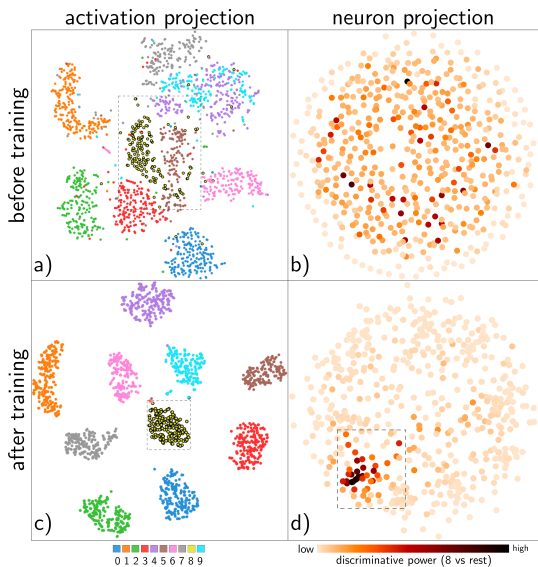 activation projection
neuron projection
before training
a)
b)
after training
c)
d)
0 1 2 3 4 5 6 7 8 9
low
high
discriminative power (8 vs rest)